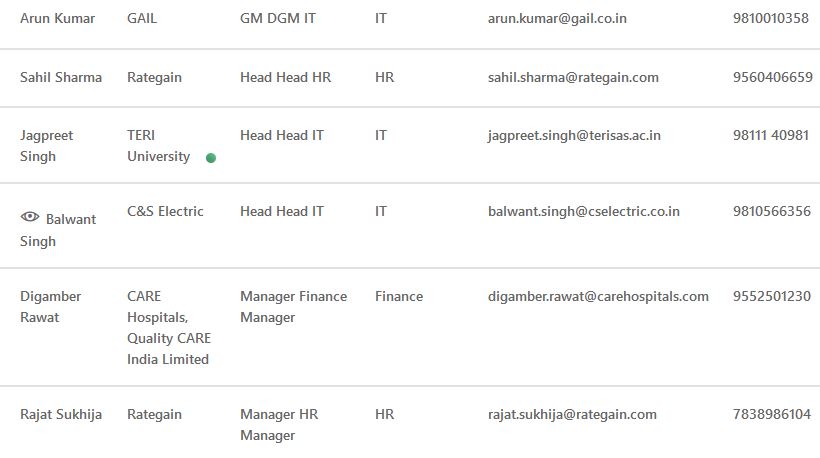 Arun Kumar GAIL GM DGM IT IT arun.kumar@gail.co.in 9810010358
Sahil Sharma Rategain Head Head HR HR sahil.sharma@rategain.com 9560406659
Jagpreet TERI Head Head IT IT jagpreet.singh@terisas.ac.in 98111 40981
Singh University
Balwant C&S Electric Head Head IT IT balwant.singh@cselectric.co.in 9810566356
Singh
Digamber CARE Manager Finance Finance digamber.rawat@carehospitals.com 9552501230
Rawat Hospitals, Manager
Quality CARE
India Limited
Rajat Sukhija Rategain Manager HR HR rajat.sukhija@rategain.com 7838986104
Manager